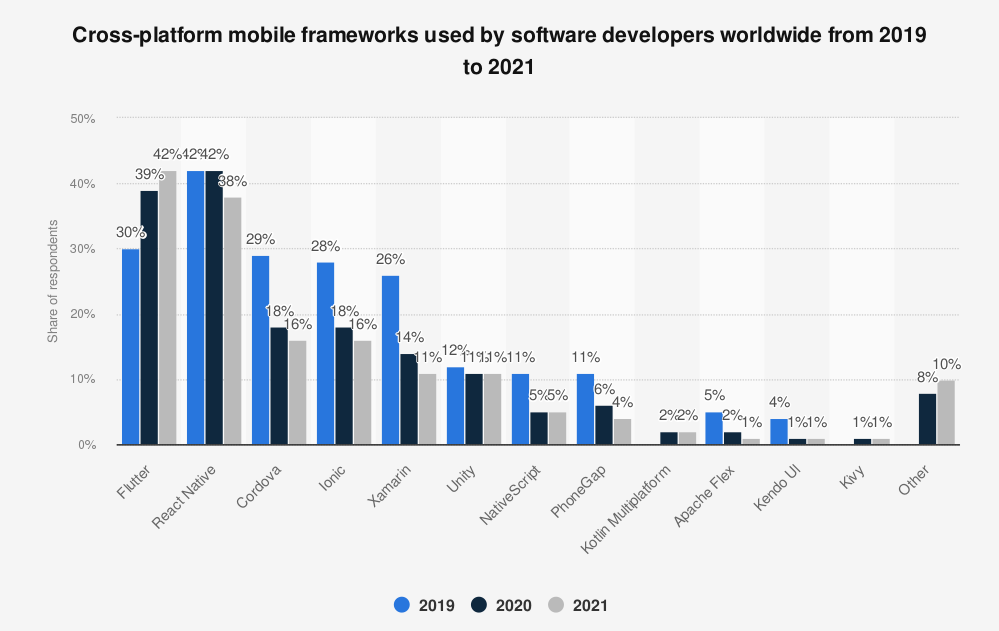 Cross-platform mobile frameworks used by software developers worldwide from 2019
to 2021
Share of respondents
50%
40%
30%
20%
10%
0%
30% 39% 42%
42% 42% 38%
29% 18% 16%
28% 18% 16%
26% 14% 11%
12% 11% 11%
11% 5% 5%
11% 6% 4%
2% 2%
5% 2% 1%
4% 1% 1%
1% 1%
8% 10%
Flutter
React Native
Cordova
Ionic
Xamarin
Unity
NativeScript
PhoneGap
Kotlin Multiplatform
Apache Flex
Kendo UI
Kivy
Other
2019 2020 2021